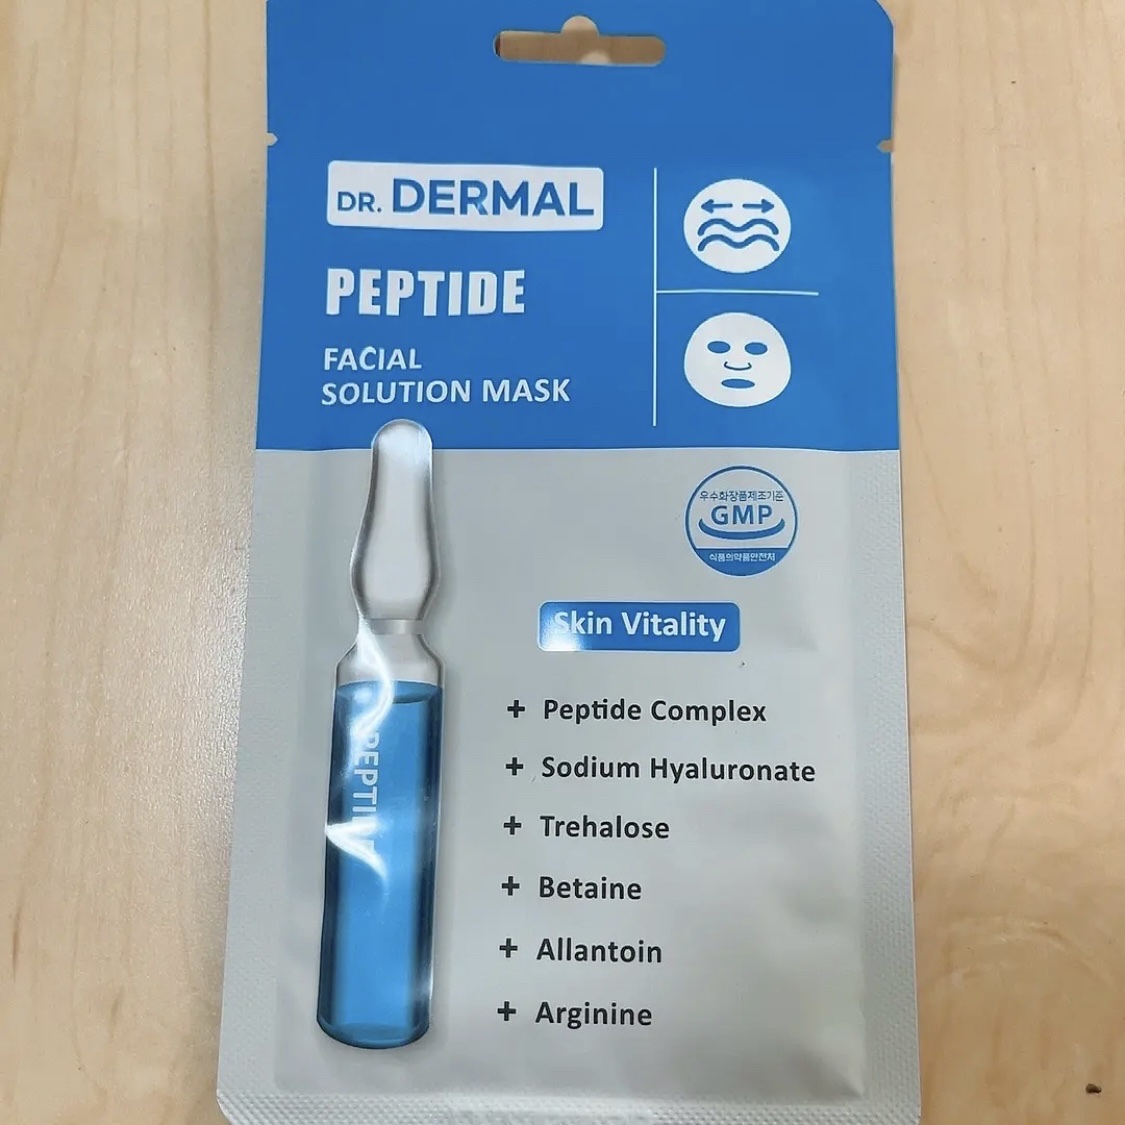 DR. DERMAL
PEPTIDE
FACIAL
SOLUTION MASK
우수화장품제조기준
GMP
식품의약품안전처
Skin Vitality
+ Peptide Complex
+ Sodium Hyaluronate
+ Trehalose
+ Betaine
+ Allantoin
+ Arginine